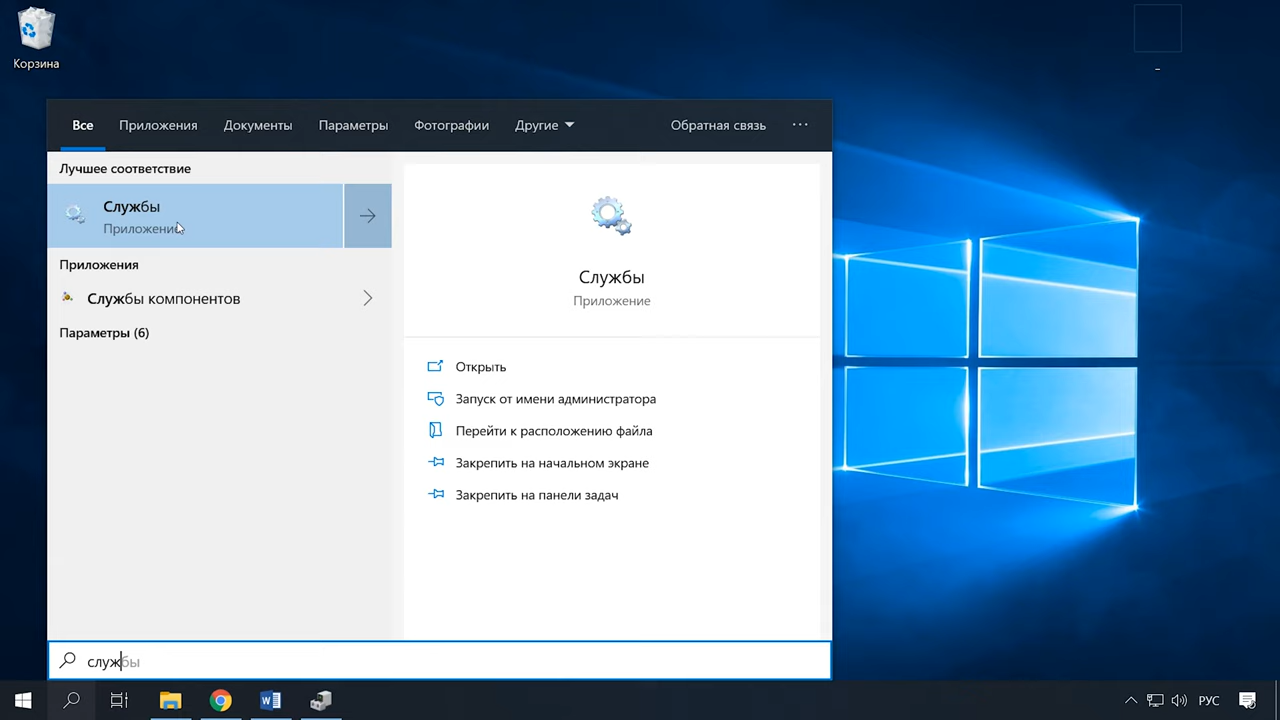 Корзина
Все Приложения Документы Параметры Фотографии Другие Обратная связь ...
Лучшее соответствие
Службы
Приложение
Приложения
Службы компонентов
Параметры (6)
Службы
Приложение
Открыть
Запуск от имени администратора
Перейти к расположению файла
Закрепить на начальном экране
Закрепить на панели задач
службы
РУС